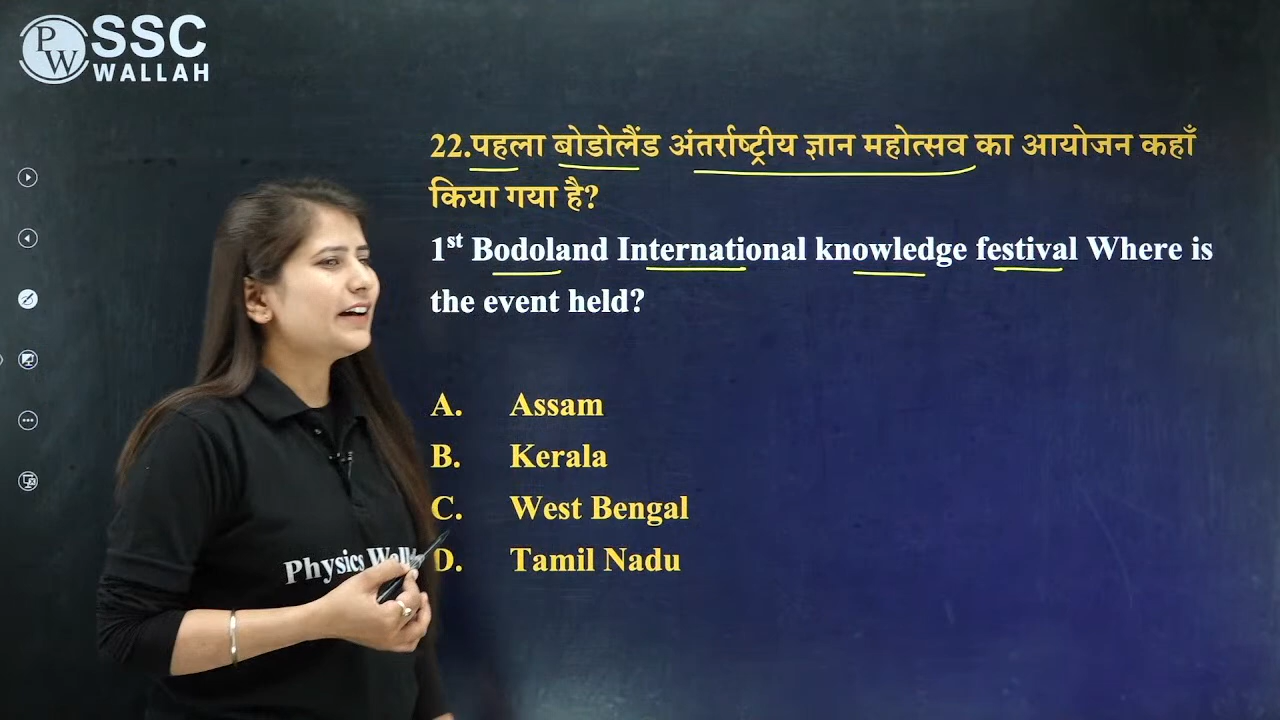 PW
SSC
WALLAH
22.पहला बोडोलैंड अंतर्राष्ट्रीय ज्ञान महोत्सव का आयोजन कहाँ
किया गया है?
1st Bodoland International knowledge festival Where is
the event held?
A. Assam
B. Kerala
C. West Bengal
D. Tamil Nadu
Physics